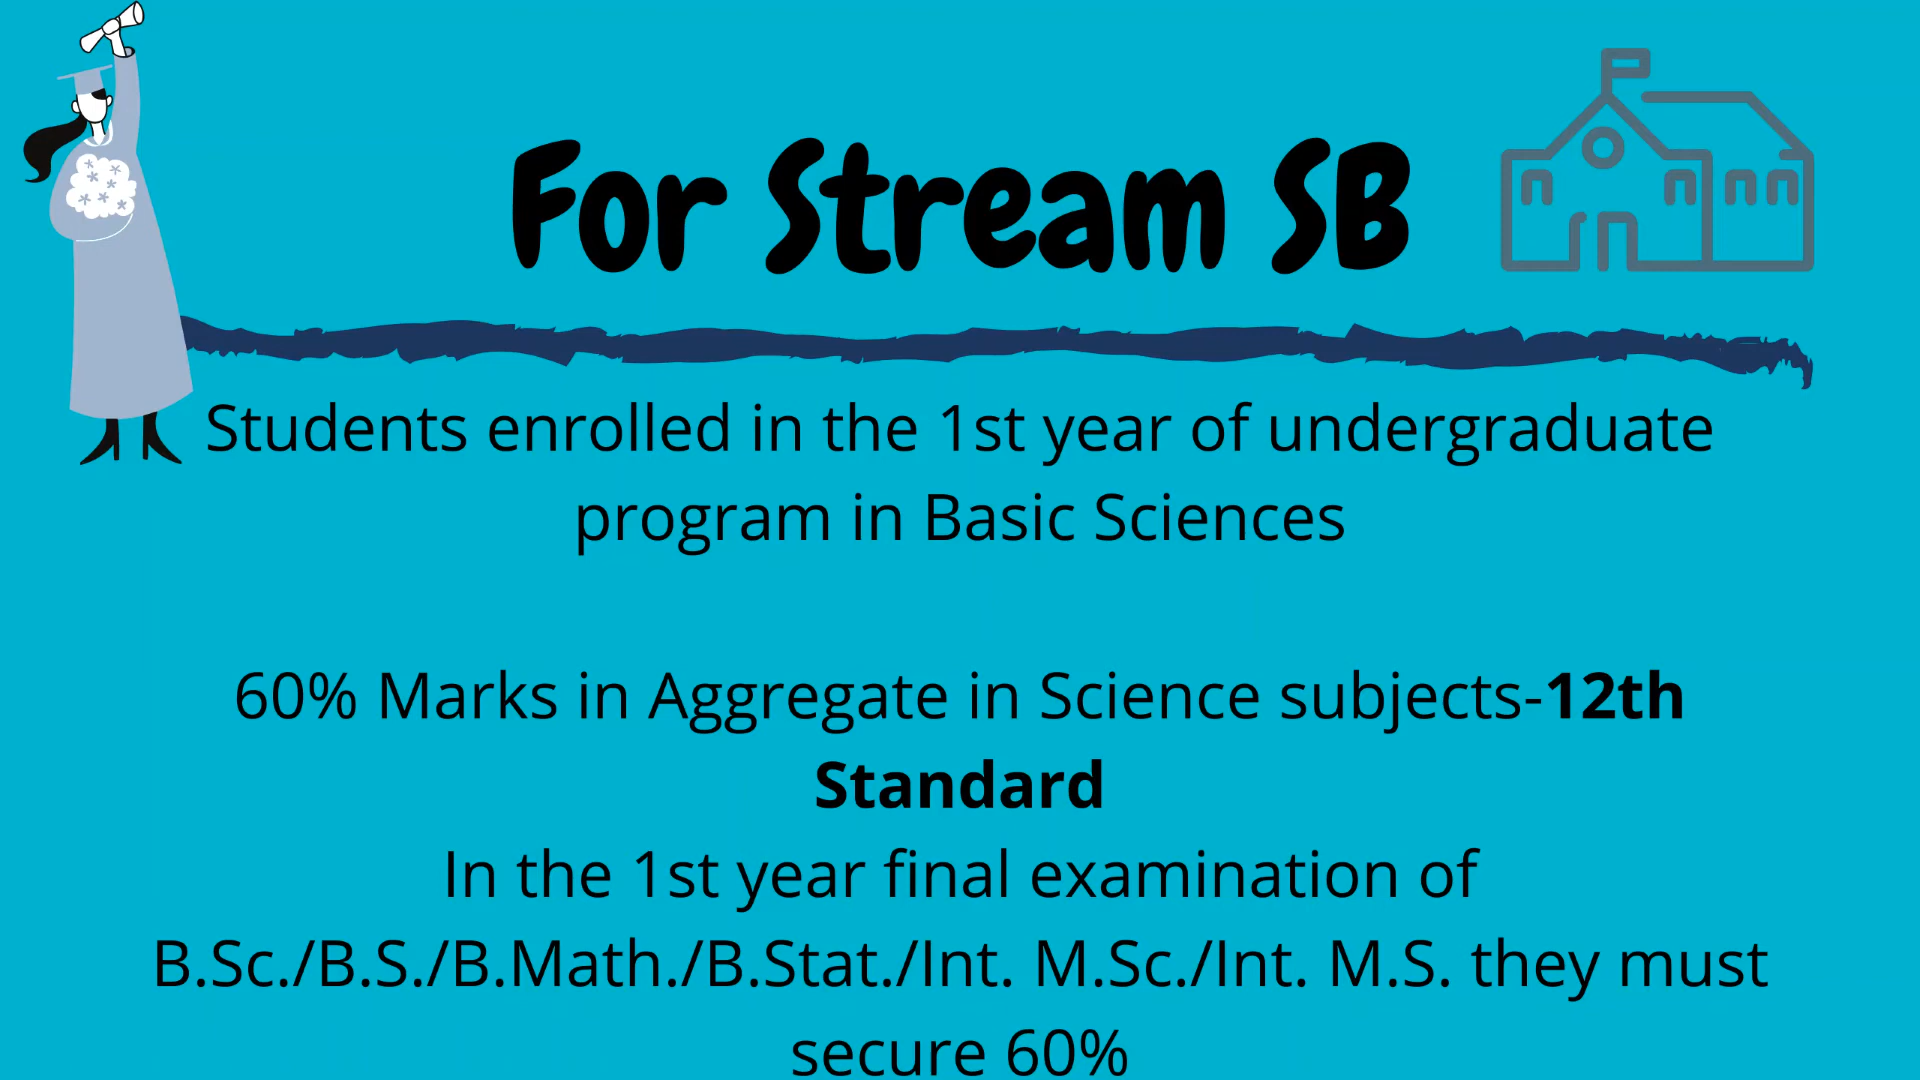 For Stream SB
Students enrolled in the 1st year of undergraduate
program in Basic Sciences
60% Marks in Aggregate in Science subjects-12th
Standard
In the 1st year final examination of
B.Sc./B.S./B.Math./B.Stat./Int. M.Sc./Int. M.S. they must
secure 60%